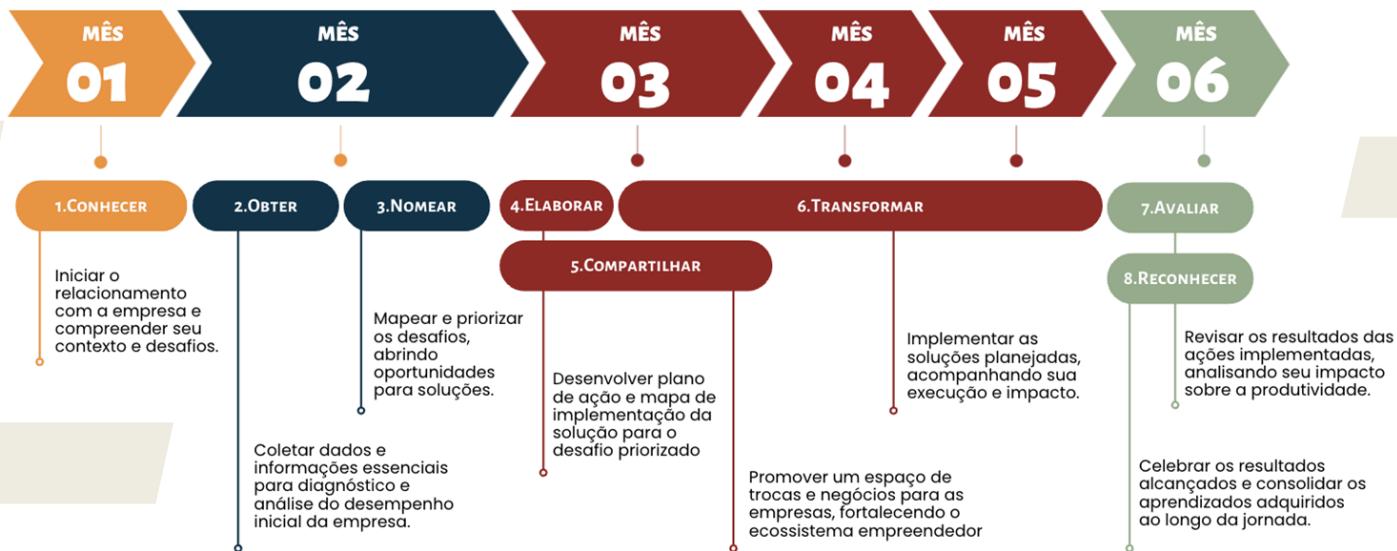 MÊS
01
MÊS
02
MÊS
03
MÊS
04
MÊS
05
MÊS
06
1.Conhecer
2.Obter
3.Nomear
4.Elaborar
6.Transformar
7.Avaliar
5.Compartilhar
8.Reconhecer
Iniciar o
relacionamento
com a empresa e
compreender seu
contexto e desafios.
Coletar dados e
informações essenciais
para diagnóstico e
análise do desempenho
inicial da empresa.
Mapear e priorizar
os desafios,
abrindo
oportunidades
para soluções.
Desenvolver plano
de ação e mapa de
implementação da
solução para o
desafio priorizado
Promover um espaço de
trocas e negócios para as
empresas, fortalecendo o
ecossistema empreendedor
Implementar as
soluções planejadas,
acompanhando sua
execução e impacto.
Revisar os resultados das
ações implementadas,
analisando seu impacto
sobre a produtividade.
Celebrar os resultados
alcançados e consolidar os
aprendizados adquiridos
ao longo da jornada.